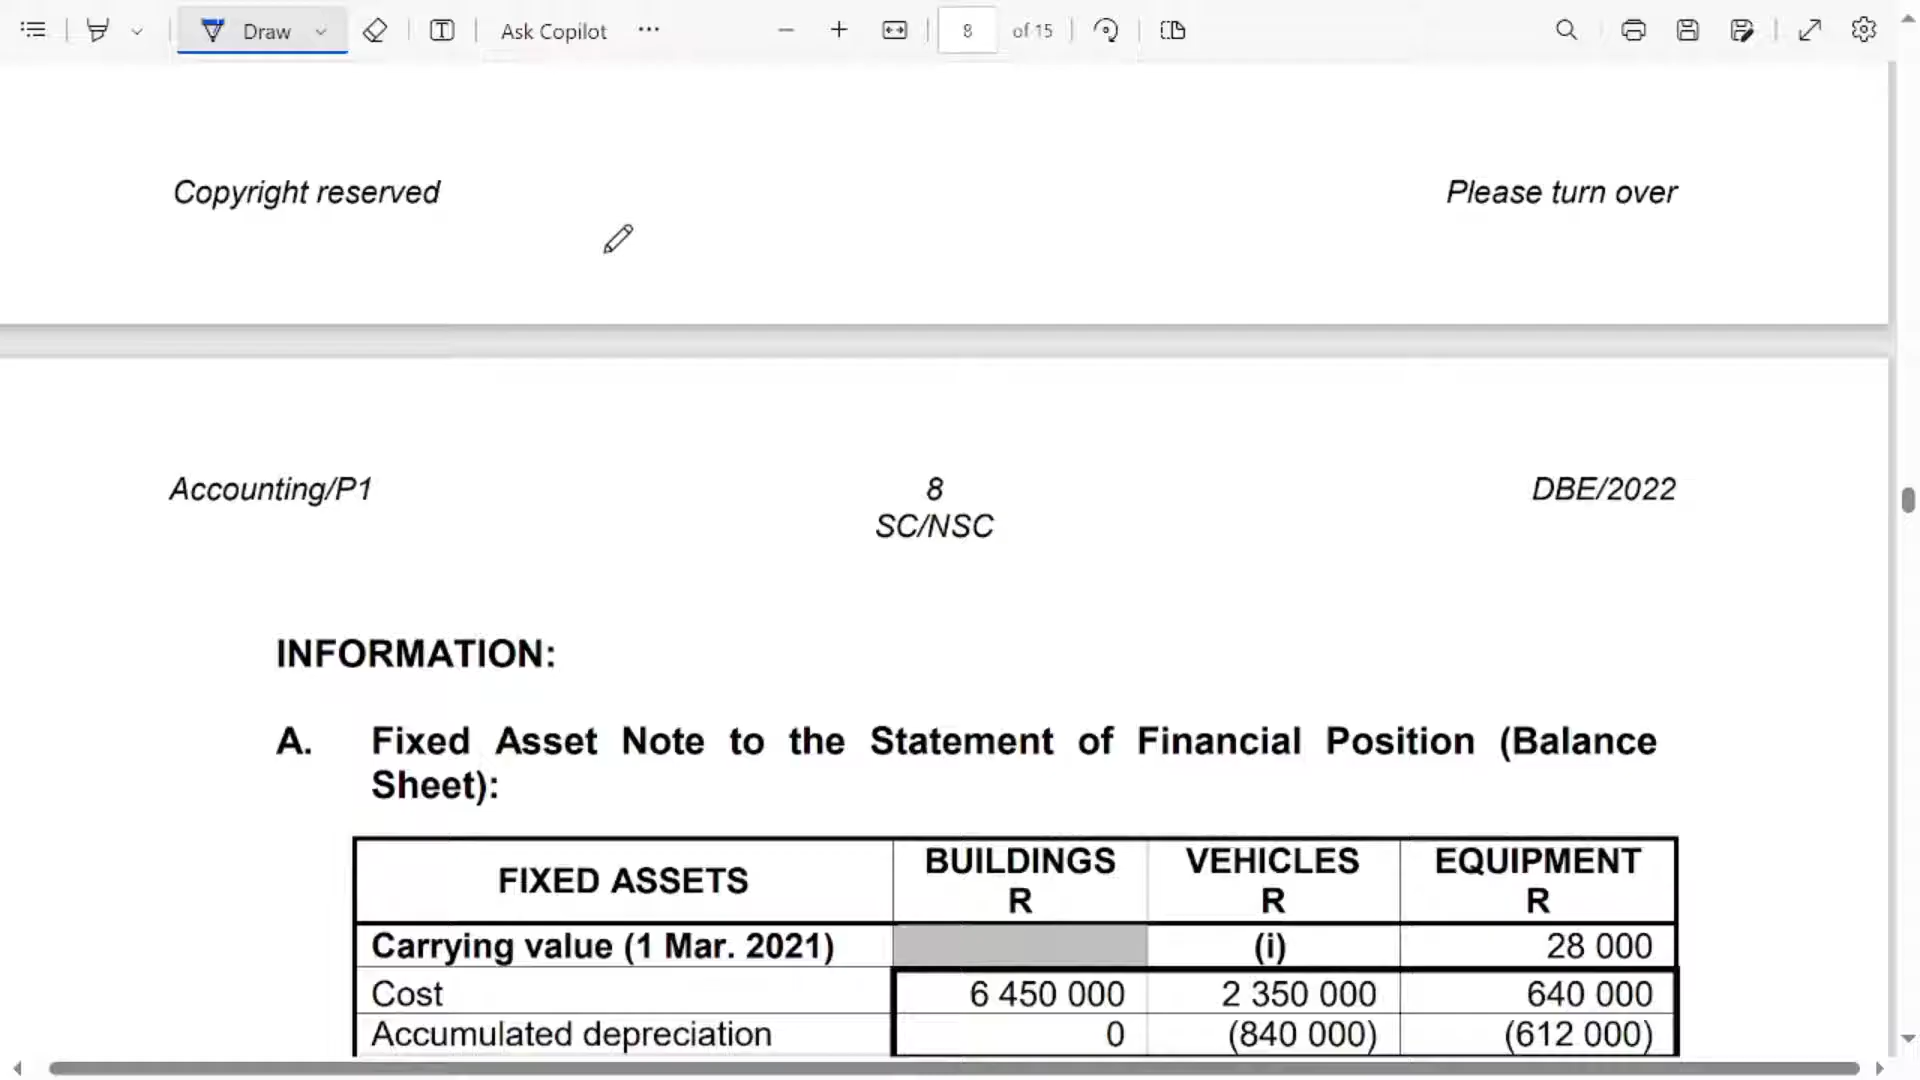 Draw
Ask Copilot
8 of 15
Copyright reserved
Please turn over
Accounting/P1
8
SC/NSC
DBE/2022
INFORMATION:
A. Fixed Asset Note to the Statement of Financial Position (Balance
Sheet):
FIXED ASSETS BUILDINGS R VEHICLES R EQUIPMENT R
Carrying value (1 Mar. 2021) (i) 28 000
Cost 6 450 000 2 350 000 640 000
Accumulated depreciation 0 (840 000) (612 000)